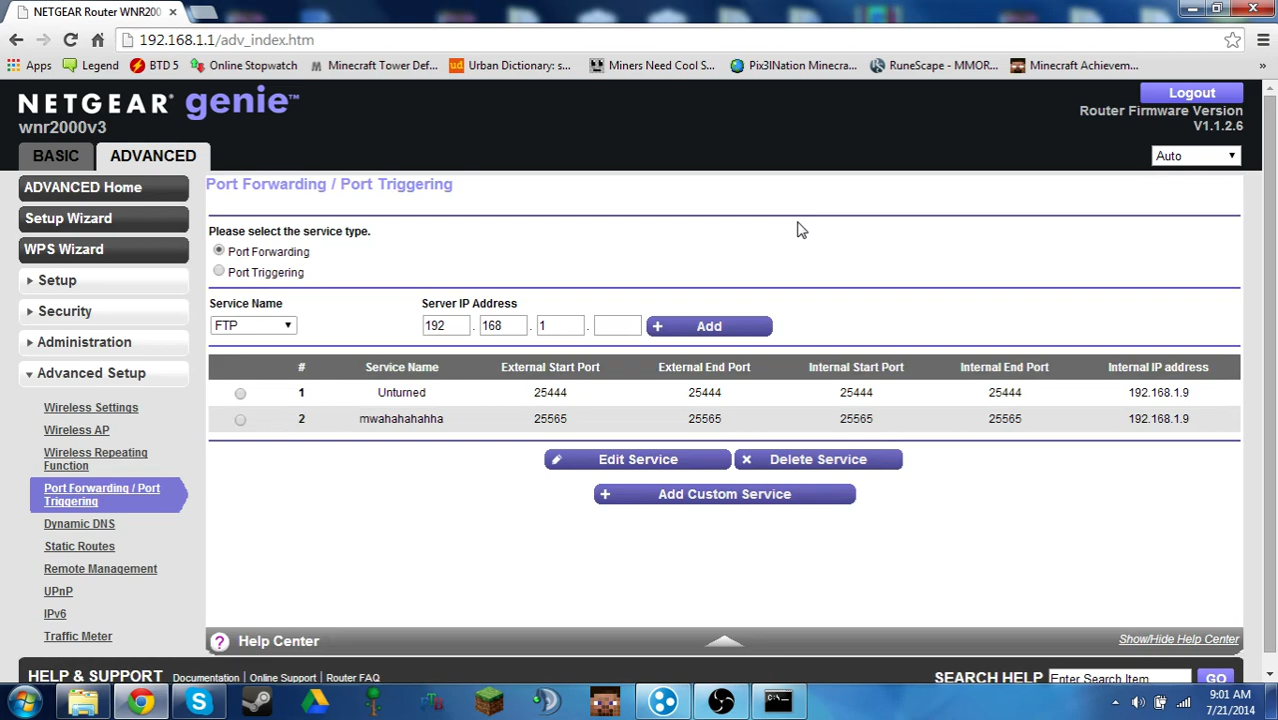 NETGEAR Router WNR200
192.168.1.1/adv_index.htm
Apps Legend BTD 5 Online Stopwatch Minecraft Tower Def... Urban Dictionary: s... Miners Need Cool S... Pix3lNation Minecra... RuneScape - MMOR... Minecraft Achievem... »
NETGEAR® genie™
Logout
Router Firmware Version
wnr2000v3
V1.1.2.6
BASIC ADVANCED
Auto
ADVANCED Home
Setup Wizard
WPS Wizard
Setup
Security
Administration
Advanced Setup
Wireless Settings
Wireless AP
Wireless Repeating
Function
Port Forwarding / Port
Triggering
Dynamic DNS
Static Routes
Remote Management
UPnP
IPv6
Traffic Meter
Port Forwarding / Port Triggering
Please select the service type.
Port Forwarding
Port Triggering
Service Name Server IP Address
FTP 192 . 168 . 1 . + Add
# Service Name External Start Port External End Port Internal Start Port Internal End Port Internal IP address
1 Unturned 25444 25444 25444 25444 192.168.1.9
2 mwahahahahha 25565 25565 25565 25565 192.168.1.9
Edit Service Delete Service
+ Add Custom Service
? Help Center Show/Hide Help Center
HELP & SUPPORT Documentation | Online Support | Router FAQ SEARCH HELP Enter Search Item GO
C:\
9:01 AM
7/21/2014